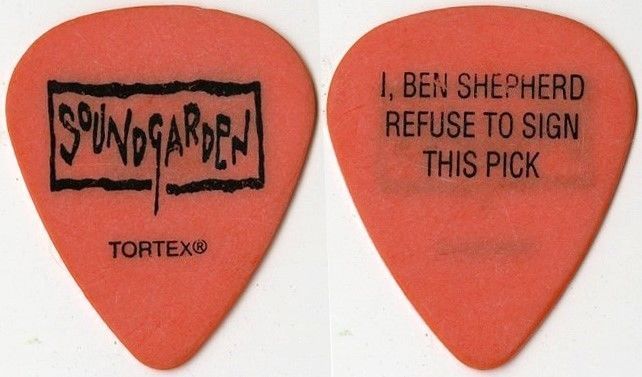 SOUNDGARDEN
TORTEX®
I, BEN SHEPHERD
REFUSE TO SIGN
THIS PICK